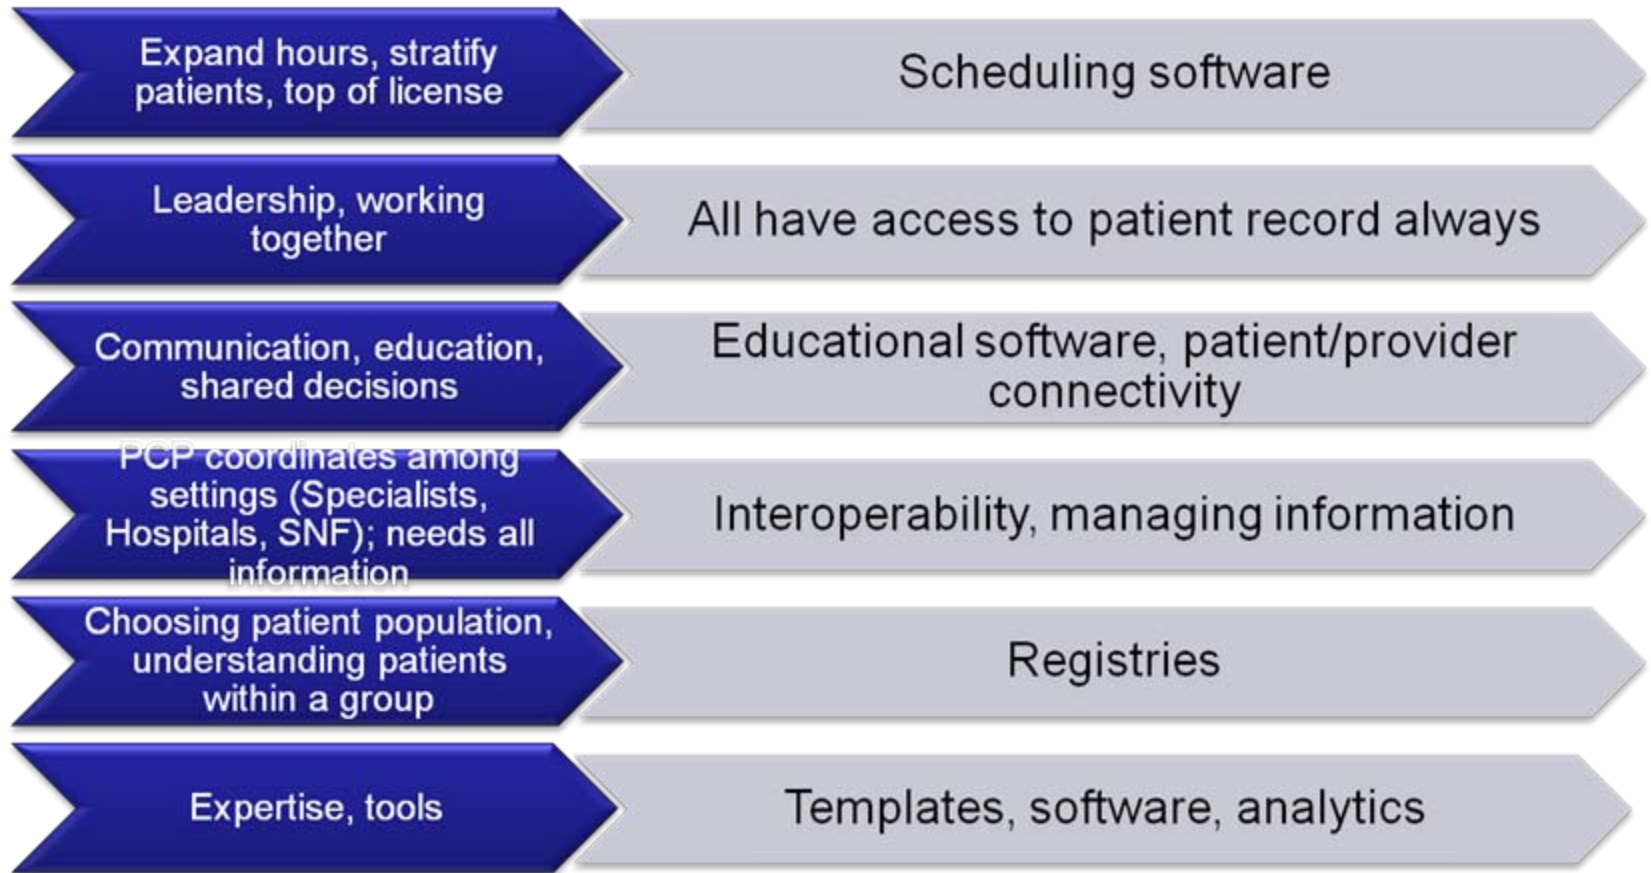 Expand hours, stratify
patients, top of license
Scheduling software
Leadership, working
together
All have access to patient record always
Communication, education,
shared decisions
Educational software, patient/provider
connectivity
PCP coordinates among
settings (Specialists,
Hospitals, SNF); needs all
information
Interoperability, managing information
Choosing patient population,
understanding patients
within a group
Registries
Expertise, tools
Templates, software, analytics